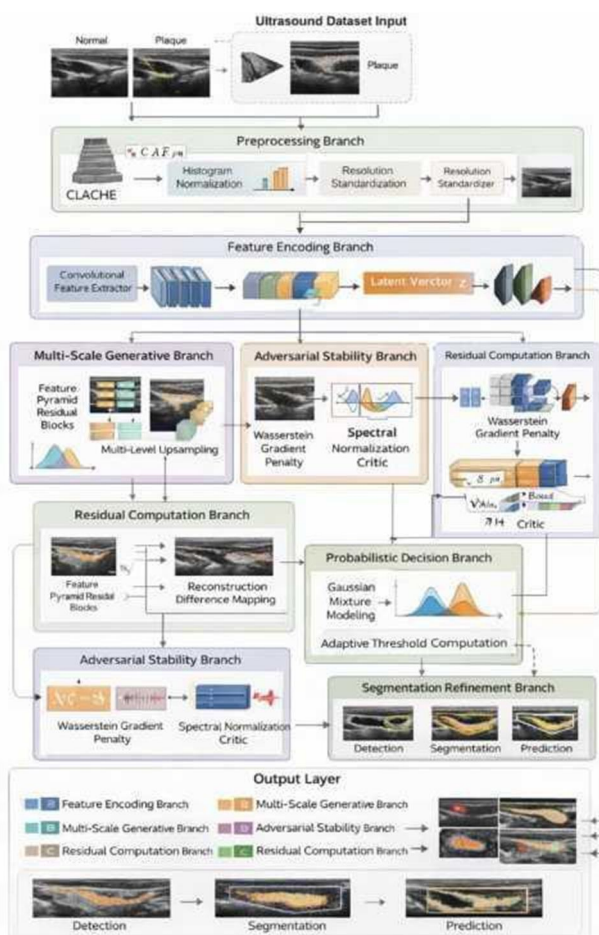 Ultrasound Dataset Input
Normal
Plaque
Plaque
Preprocessing Branch
CLACHE
Histogram
Normalization
Resolution
Standardization
Resolution
Standardizer
Feature Encoding Branch
Convolutional
Feature Extractor
Latent Verctor z
Multi-Scale Generative Branch
Feature
Pyramid
Residual
Blocks
Multi-Level Upsampling
Adversarial Stability Branch
Wasserstein
Gradient
Penalty
Spectral
Normalization
Critic
Residual Computation Branch
Wasserstein
Gradient Penalty
Critic
Residual Computation Branch
Feature
Pyramid Resdal
Blocks
Reconstruction
Difference Mapping
Probabilistic Decision Branch
Gaussian
Mixture
Modeling
Adaptive Threshold Computation
Adversarial Stability Branch
Wasserstein Gradient
Penalty
Spectral Normalization
Critic
Segmentation Refinement Branch
Detection
Segmentation
Prediction
Output Layer
Feature Encoding Branch
Multi-Scale Generative Branch
Multi-Scale Generative Branch
Adversarial Stability Branch
Residual Computation Branch
Residual Computation Branch
Detection
Segmentation
Prediction